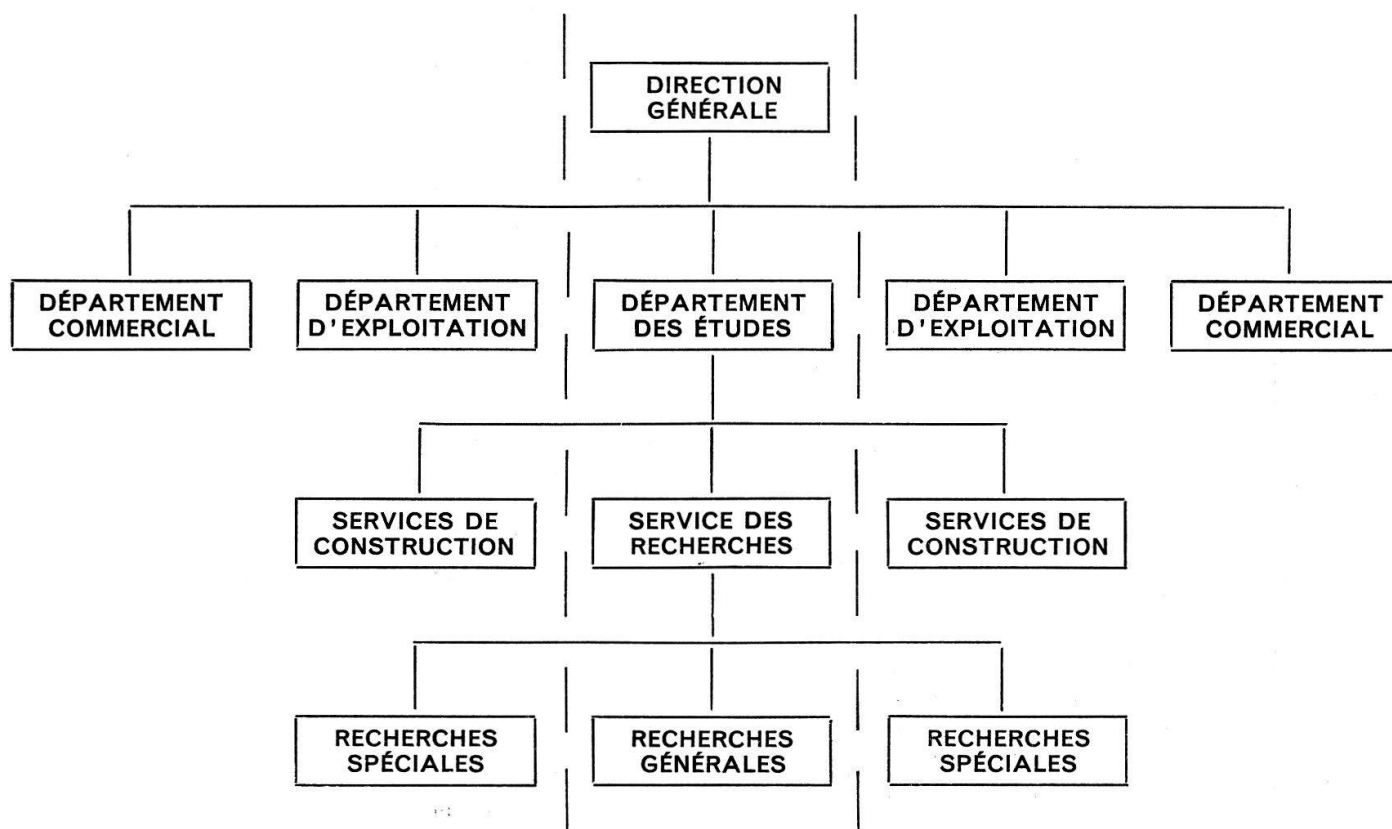 DIRECTION
GÉNÉRALE
DÉPARTEMENT
COMMERCIAL
DÉPARTEMENT
D'EXPLOITATION
DÉPARTEMENT
DES ÉTUDES
DÉPARTEMENT
D'EXPLOITATION
DÉPARTEMENT
COMMERCIAL
SERVICES DE
CONSTRUCTION
SERVICE DES
RECHERCHES
SERVICES DE
CONSTRUCTION
RECHERCHES
SPÉCIALES
RECHERCHES
GÉNÉRALES
RECHERCHES
SPÉCIALES